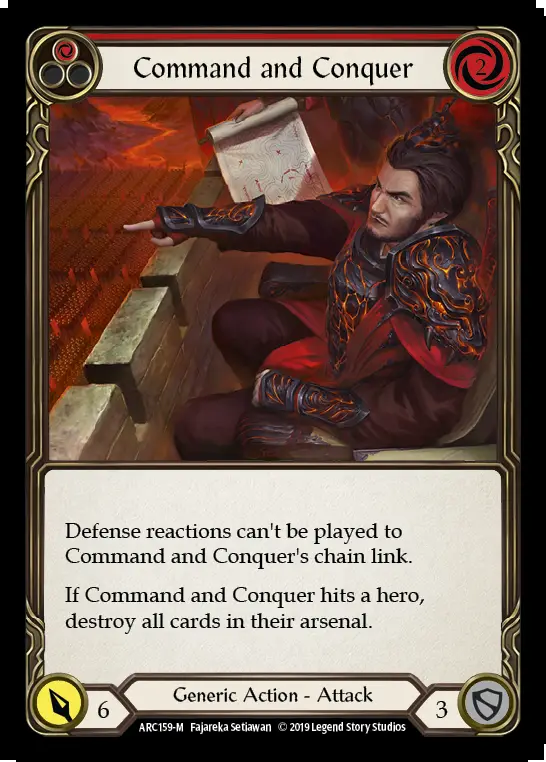 Command and Conquer
2
Defense reactions can't be played to
Command and Conquer's chain link.
If Command and Conquer hits a hero,
destroy all cards in their arsenal.
6
Generic Action - Attack
3
ARC159-M Fajareka Setiawan © 2019 Legend Story Studios